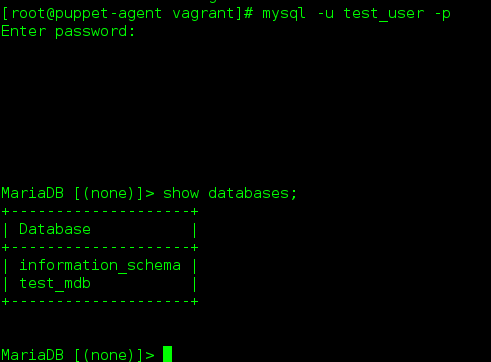 [root@puppet-agent vagrant]# mysql -u test_user -p
Enter password:
MariaDB [(none)]> show databases;
+--------------------+
| Database           |
+--------------------+
| information_schema |
| test_mdb           |
+--------------------+
MariaDB [(none)]>